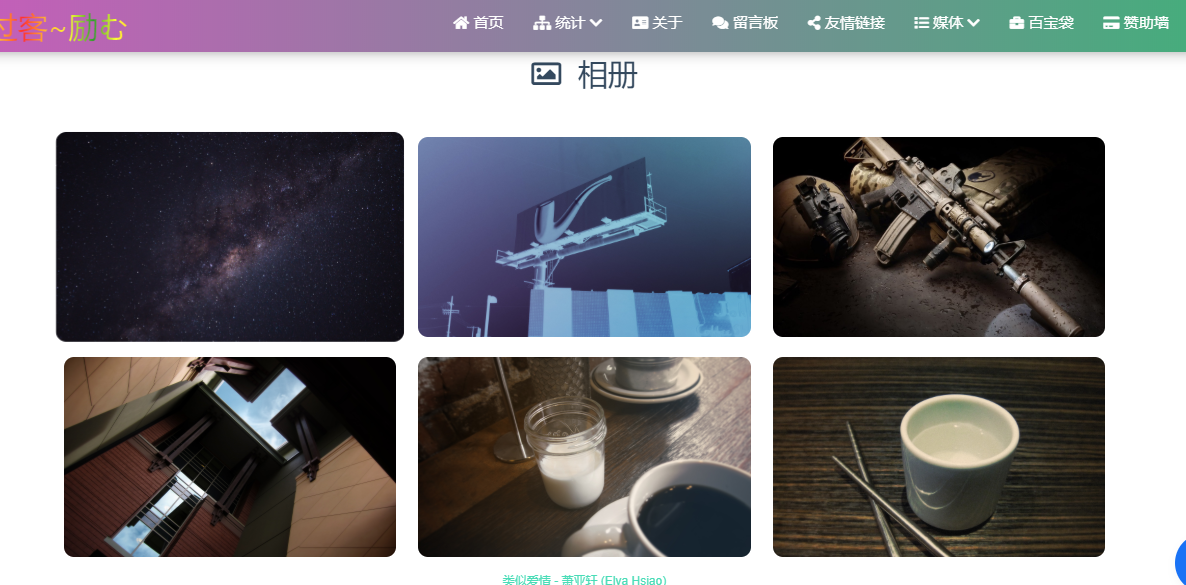 过客~励む
首页 统计 关于 留言板 友情链接 媒体 百宝袋 赞助墙
相册
类似爱情 - 萧亚轩 (Elva Hsiao)